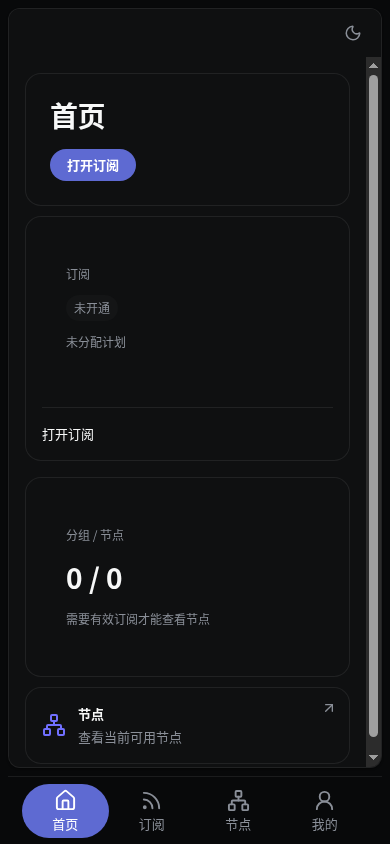 首页
打开订阅
订阅
未开通
未分配计划
打开订阅
分组 / 节点
0 / 0
需要有效订阅才能查看节点
节点
查看当前可用节点
首页
订阅
节点
我的